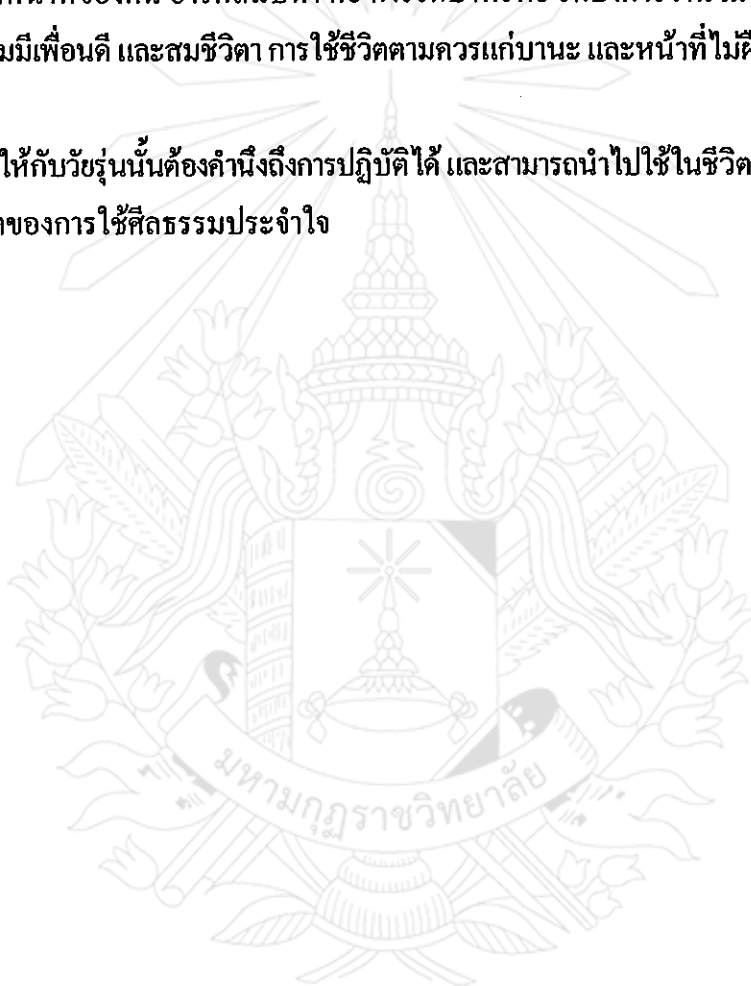 มมีเพื่อนดี และสมชีวิตา การใช้ชีวิตตามควรแก่บานะ และหน้าที่ไม่
ให้กับวัยรุ่นนั้นต้องคำนึงถึงการปฏิบัติได้ และสามารถนำไปใช้ในชีวิต
ของการใช้ศีลธรรมประจำใจ
มหามกุฏราชวิทยาลัย